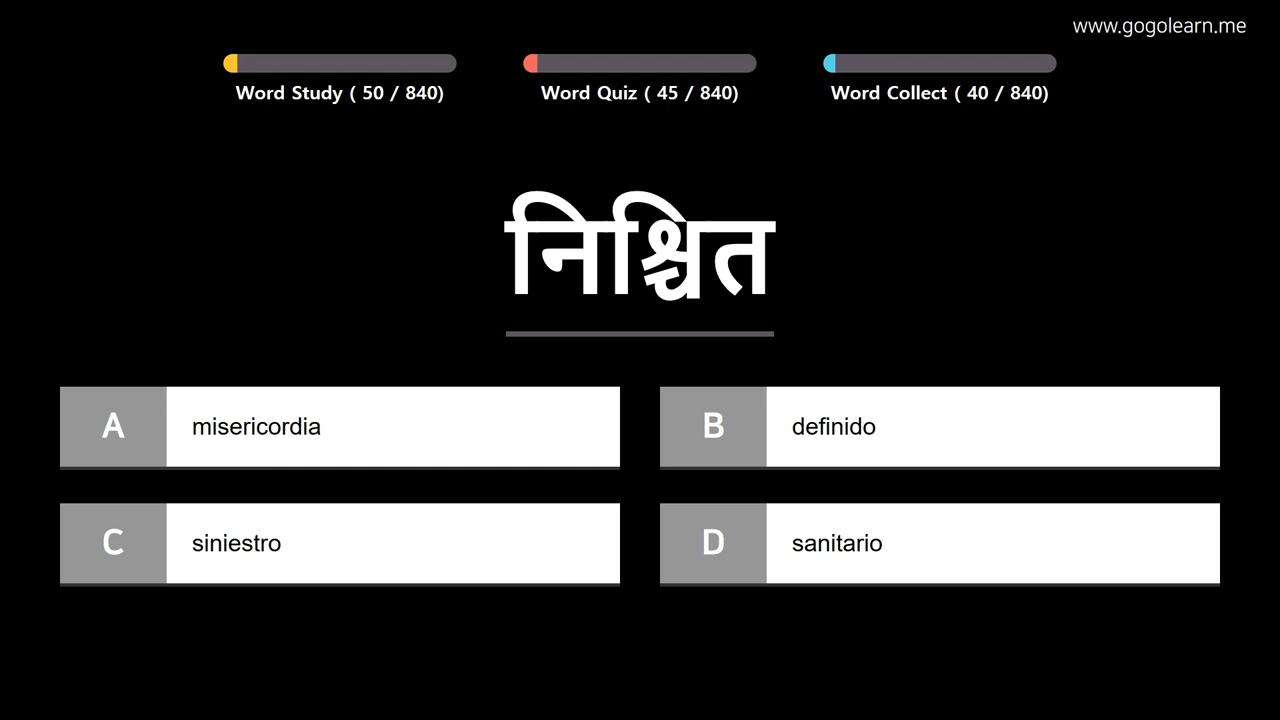 www.gogolearn.me
Word Study ( 50 / 840)
Word Quiz ( 45 / 840)
Word Collect ( 40 / 840)
निश्चित
A misericordia
B definido
C siniestro
D sanitario